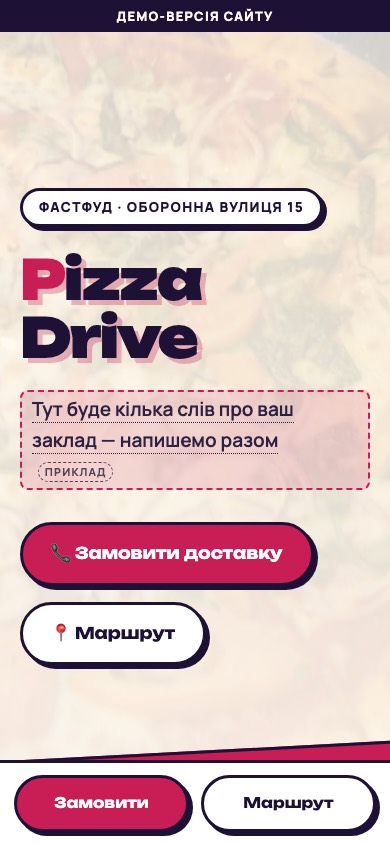 ДЕМО-ВЕРСІЯ САЙТУ
ФАСТФУД · ОБОРОННА ВУЛИЦЯ 15
Pizza
Drive
Тут буде кілька слів про ваш
заклад — напишемо разом
ПРИКЛАД
📞 Замовити доставку
📍 Маршрут
Замовити
Маршрут